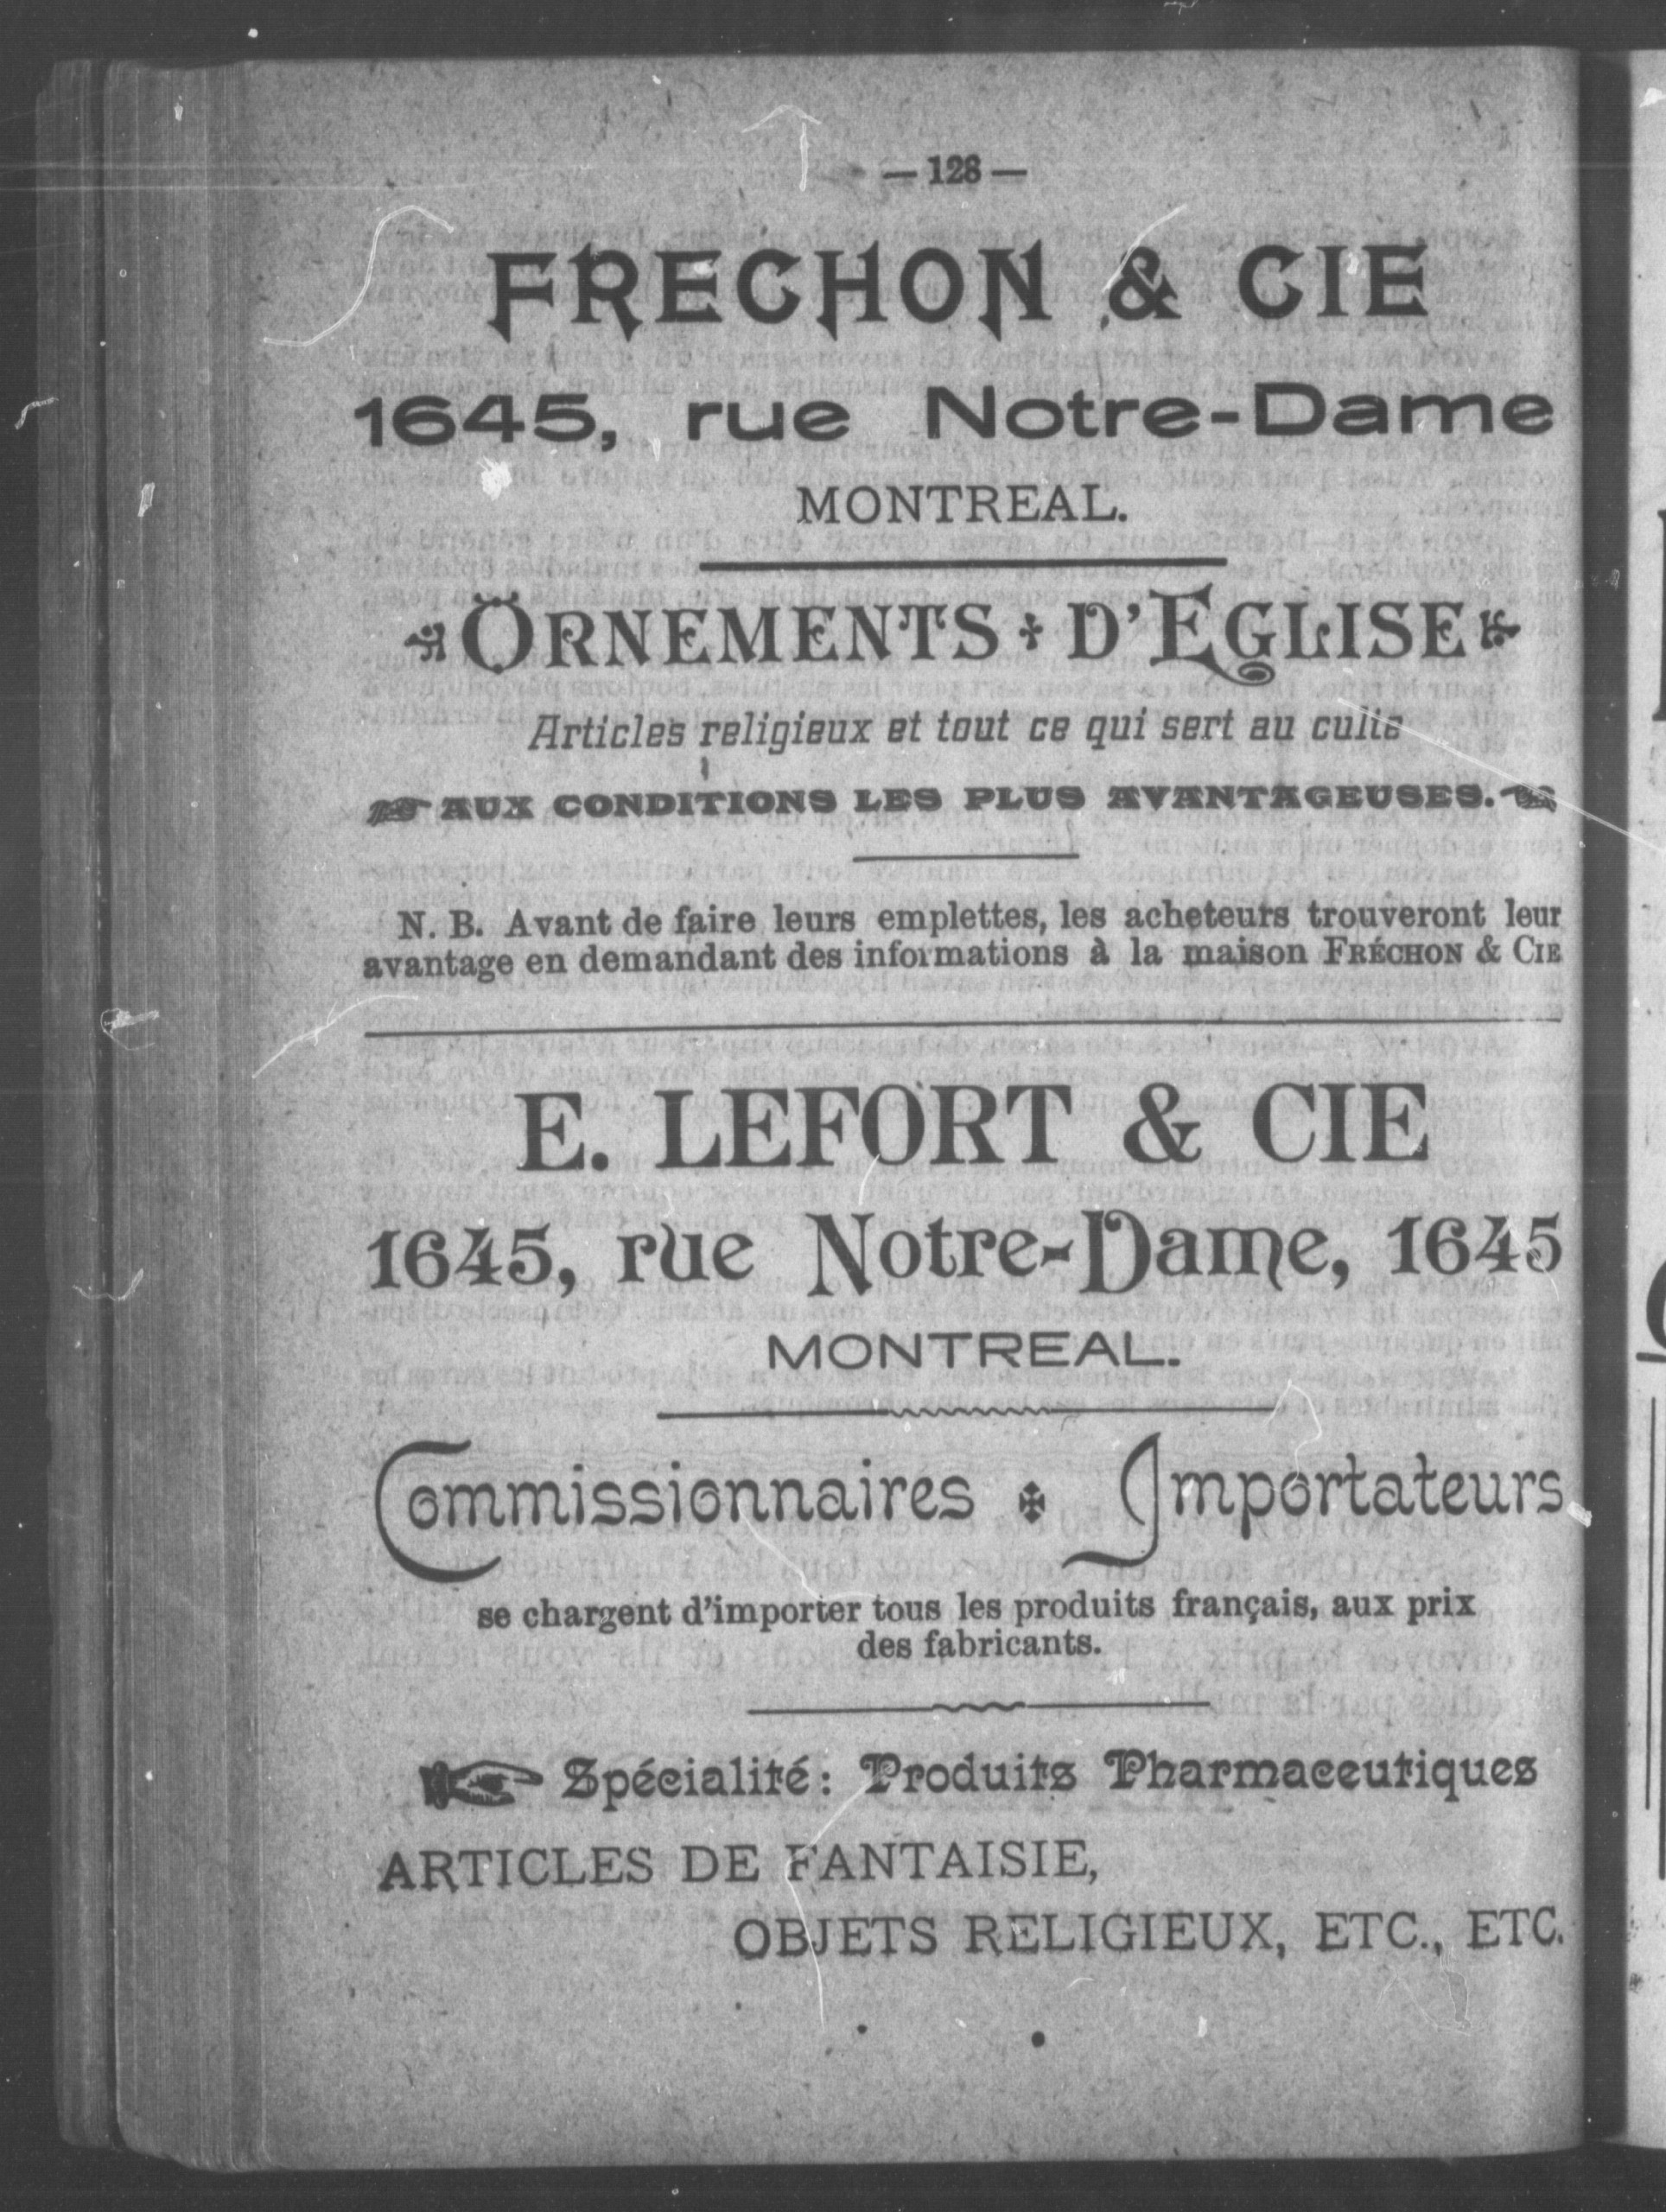 — 128 —
FRECHON & CIE
1645, rue Notre-Dame
MONTREAL.
ORNEMENTS D'EGLISE
Articles religieux et tout ce qui sert au culte
AUX CONDITIONS LES PLUS AVANTAGEUSES.
N. B. Avant de faire leurs emplettes, les acheteurs trouveront leur
avantage en demandant des informations à la maison FRÉCHON & CIE
E. LEFORT & CIE
1645, rue Notre-Dame, 1645
MONTREAL.
Commissionnaires Importateurs
se chargent d'importer tous les produits français, aux prix
des fabricants.
Spécialité: Produits Pharmaceutiques
ARTICLES DE FANTAISIE,
OBJETS RELIGIEUX, ETC., ETC.